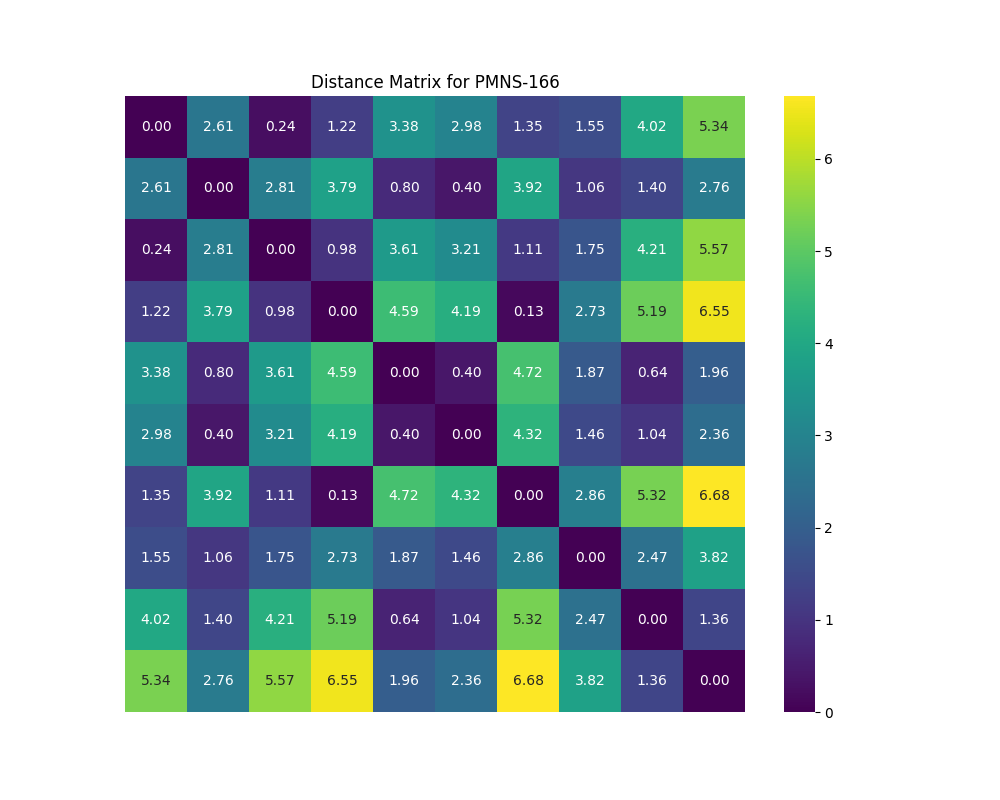 Distance Matrix for PMNS-166
0.00 2.61 0.24 1.22 3.38 2.98 1.35 1.55 4.02 5.34
2.61 0.00 2.81 3.79 0.80 0.40 3.92 1.06 1.40 2.76
0.24 2.81 0.00 0.98 3.61 3.21 1.11 1.75 4.21 5.57
1.22 3.79 0.98 0.00 4.59 4.19 0.13 2.73 5.19 6.55
3.38 0.80 3.61 4.59 0.00 0.40 4.72 1.87 0.64 1.96
2.98 0.40 3.21 4.19 0.40 0.00 4.32 1.46 1.04 2.36
1.35 3.92 1.11 0.13 4.72 4.32 0.00 2.86 5.32 6.68
1.55 1.06 1.75 2.73 1.87 1.46 2.86 0.00 2.47 3.82
4.02 1.40 4.21 5.19 0.64 1.04 5.32 2.47 0.00 1.36
5.34 2.76 5.57 6.55 1.96 2.36 6.68 3.82 1.36 0.00
6
5
4
3
2
1
0